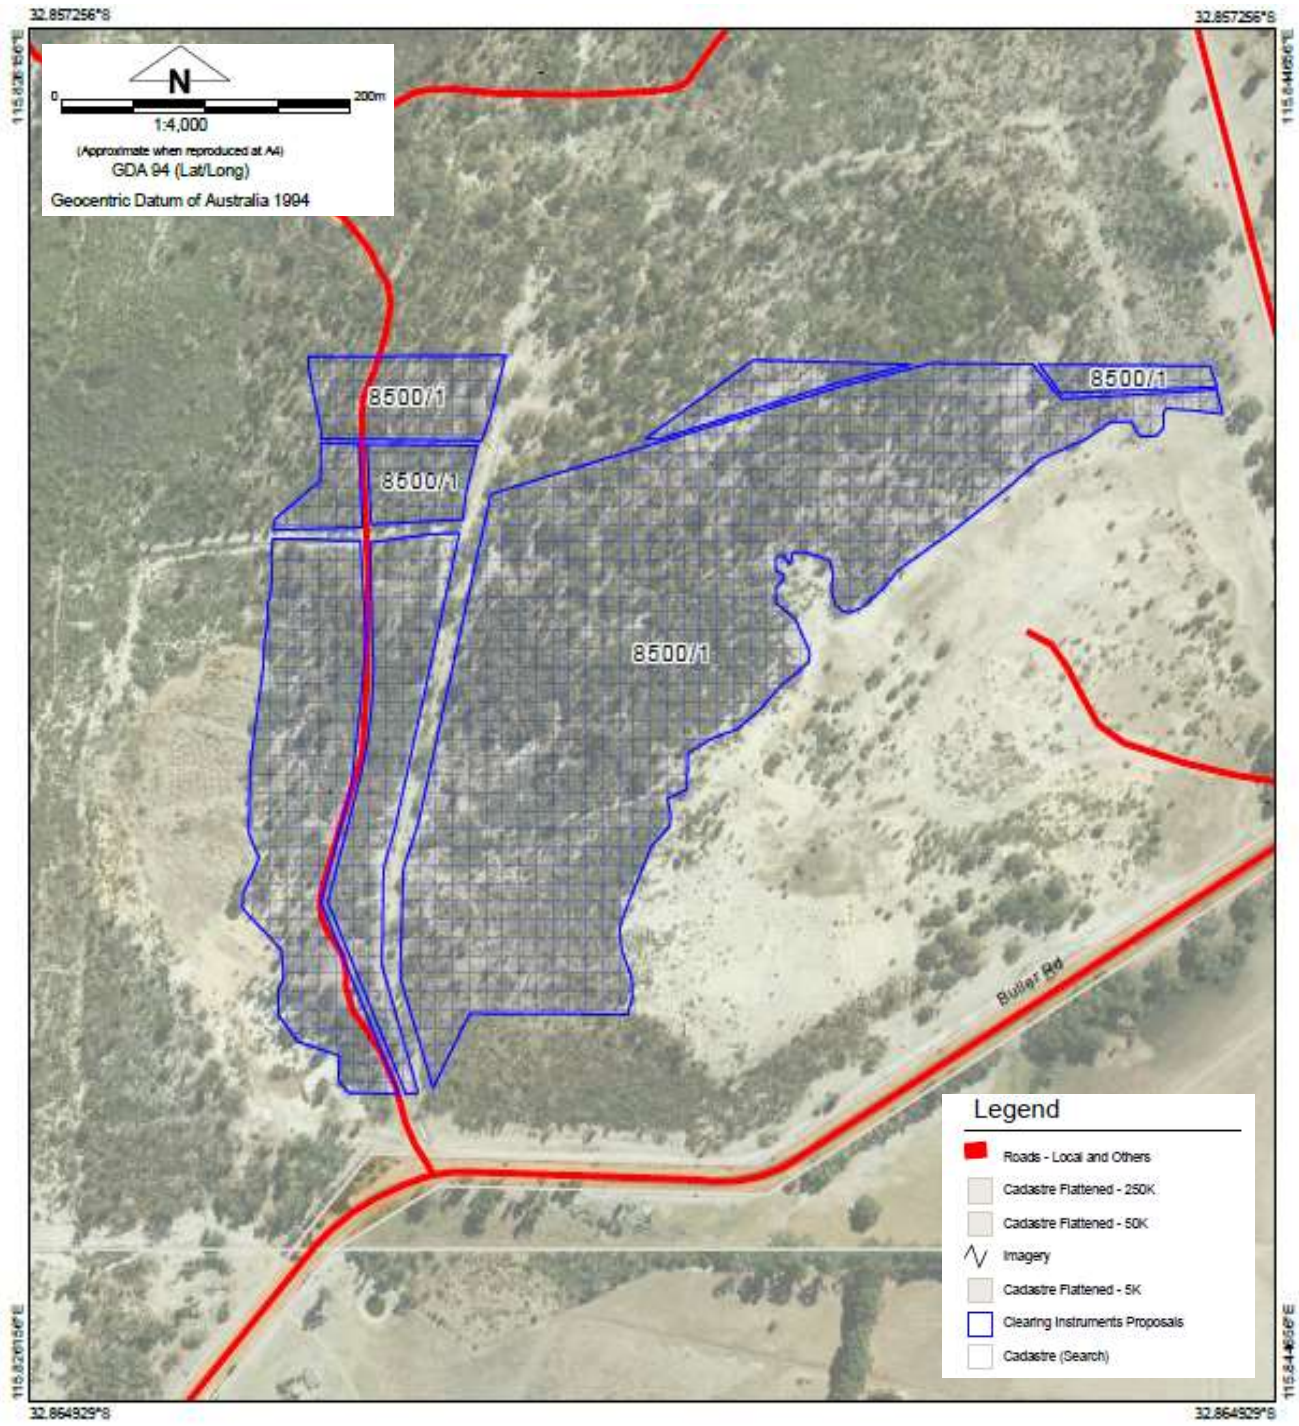 32.857256°S
32.857256°S
115.826156°E
115.844656°E
N
0
200m
1:4,000
(Approximate when reproduced at A4)
GDA 94 (Lat/Long)
Geocentric Datum of Australia 1994
8500/1
8500/1
8500/1
8500/1
Buller Rd
Legend
Roads - Local and Others
Cadastre Flattened - 250K
Cadastre Flattened - 50K
Imagery
Cadastre Flattened - 5K
Clearing Instruments Proposals
Cadastre (Search)
115.826156°E
115.844656°E
32.864929°S
32.864929°S